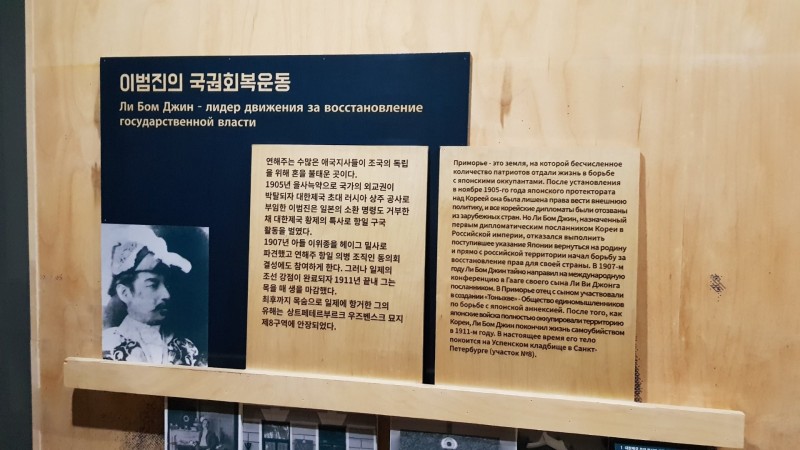 이범진의 국권회복운동
Ли Бом Джин - лидер движения за восстановление
государственной власти
연해주는 수많은 애국지사들이 조국의 독립
을 위해 혼을 불태운 곳이다.
1905년 을사늑약으로 국가의 외교권이
박탈되자 대한제국 초대 러시아 상주 공사로
부임한 이범진은 일본의 소환 명령도 거부한
채 대한제국 황제의 특사로 항일 구국
활동을 벌였다.
1907년 아들 이위종을 헤이그 밀사로
파견했고 연해주 항일 의병 조직인 동의회
결성에도 참여하게 한다. 그러나 일제의
조선 강점이 완료되자 1911년 끝내 그는
목을 매 생을 마감했다.
최후까지 목숨으로 일제에 항거한 그의
유해는 상트페테르부르크 우즈벤스크 묘지
제8구역에 안장되었다.
Приморье - это земля, на которой бесчисленное
количество патриотов отдали жизнь в борьбе
с японскими оккупантами. После установления
в ноябре 1905-го года японского протектората
над Кореей она была лишена права вести внешнюю
политику, и все корейские дипломаты были отозваны
из зарубежных стран. Но Ли Бом Джин, назначенный
первым дипломатическим посланником Кореи в
Российской империи, отказался выполнить
поступившее указание Японии вернуться на родину
и прямо с российской территории начал борьбу за
восстановление прав для своей страны. В 1907-м
году Ли Бом Джин тайно направил на международную
конференцию в Гааге своего сына Ли Ви Джонга
посланником. В Приморье отец с сыном участвовали
в создании «Тоныхве» - Общество единомышленников
по борьбе с японской аннексией. После того, как
японские войска полностью оккупировали территорию
Кореи, Ли Бом Джин покончил жизнь самоубийством
в 1911-м году. В настоящее время его тело
покоится на Успенском кладбище в Санкт-
Петербурге (участок №8).